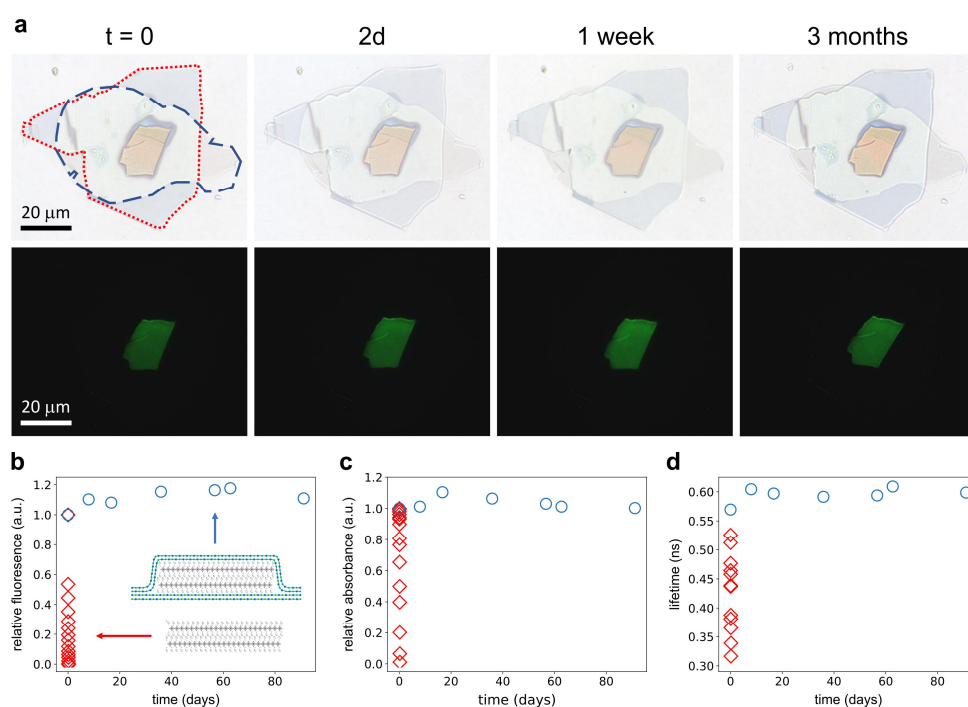 a
t = 0
2d
1 week
3 months
20 μm
20 μm
b
c
d
relative fluoresence (a.u.)
1.2
1.0
0.8
0.6
0.4
0.2
0.0
0
20
40
60
80
time (days)
relative absorbance (a.u.)
1.2
1.0
0.8
0.6
0.4
0.2
0.0
0
20
40
60
80
time (days)
lifetime (ns)
0.60
0.55
0.50
0.45
0.40
0.35
0.30
0
20
40
60
80
time (days)